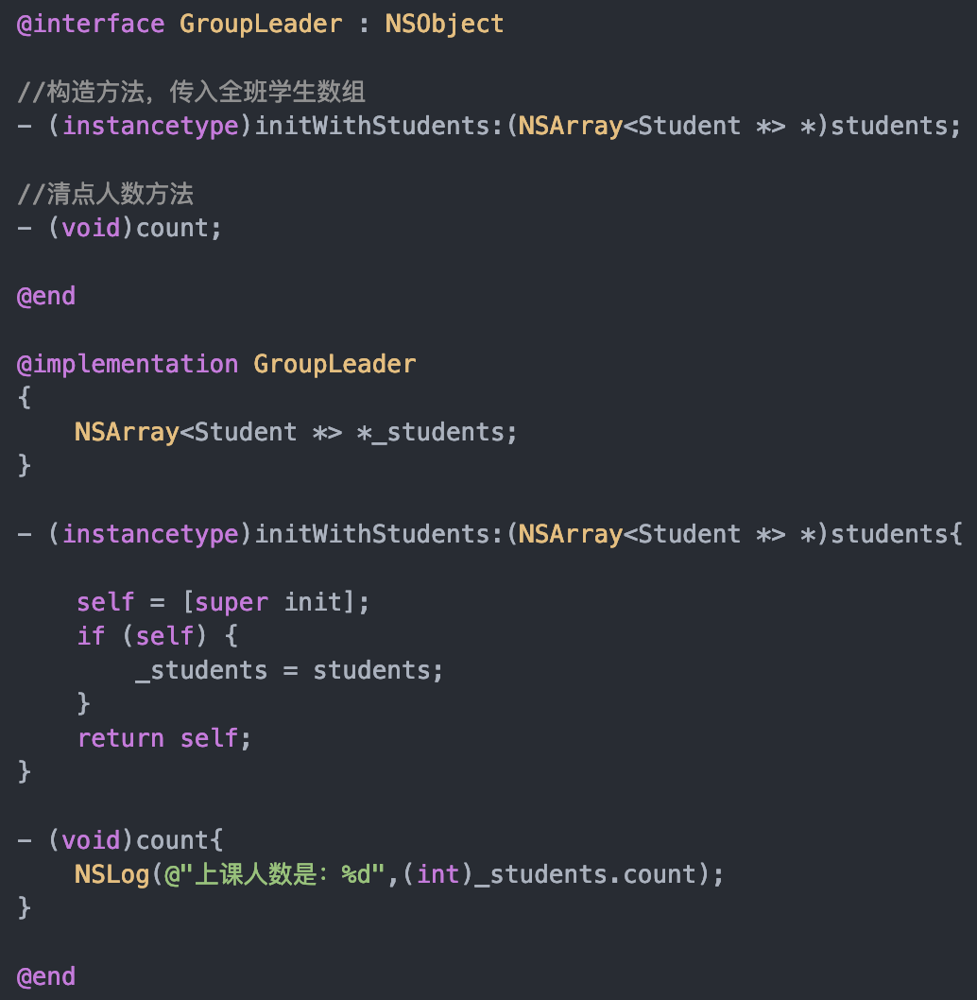 @interface GroupLeader : NSObject
//构造方法，传入全班学生数组
- (instancetype)initWithStudents:(NSArray<Student *> *)students;
//清点人数方法
- (void)count;
@end
@implementation GroupLeader
{
    NSArray<Student *> *_students;
}
- (instancetype)initWithStudents:(NSArray<Student *> *)students{
    self = [super init];
    if (self) {
        _students = students;
    }
    return self;
}
- (void)count{
    NSLog(@"上课人数是：%d",(int)_students.count);
}
@end